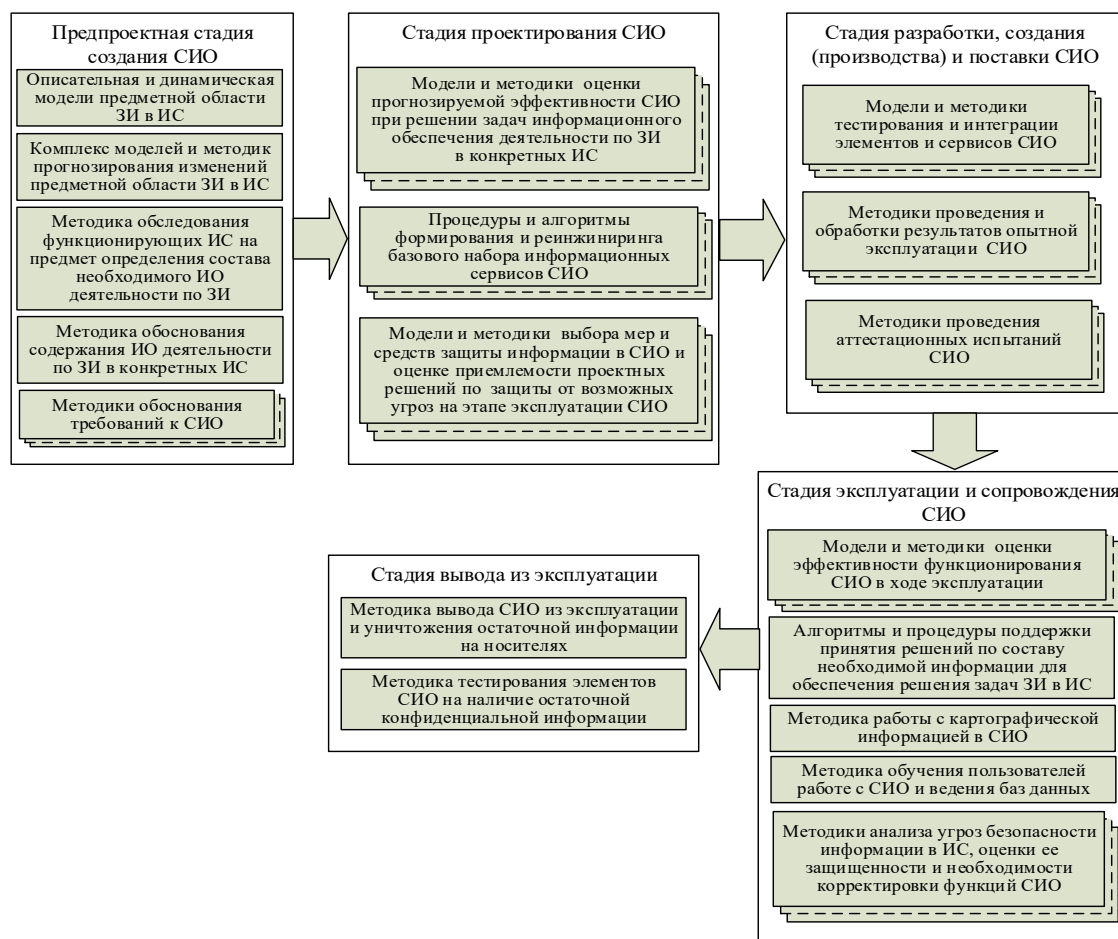 Предпроектная стадия
создания СИО
Описательная и динамическая
модели предметной области
ЗИ в ИС
Комплекс моделей и методик
прогнозирования изменений
предметной области ЗИ в ИС
Методика обследования
функционирующих ИС на
предмет определения состава
необходимого ИО
деятельности по ЗИ
Методика обоснования
содержания ИО деятельности
по ЗИ в конкретных ИС
Методики обоснования
требований к СИО
Стадия проектирования СИО
Модели и методики оценки
прогнозируемой эффективности СИО
при решении задач информационного
обеспечения деятельности по ЗИ
в конкретных ИС
Процедуры и алгоритмы
формирования и реинжиниринга
базового набора информационных
сервисов СИО
Модели и методики выбора мер и
средств защиты информации в СИО и
оценке приемлемости проектных
решений по защиты от возможных
угроз на этапе эксплуатации СИО
Стадия разработки, создания
(производства) и поставки СИО
Модели и методики
тестирования и интеграции
элементов и сервисов СИО
Методики проведения и
обработки результатов опытной
эксплуатации СИО
Методики проведения
аттестационных испытаний
СИО
Стадия эксплуатации и сопровождения
СИО
Модели и методики оценки
эффективности функционирования
СИО в ходе эксплуатации
Алгоритмы и процедуры поддержки
принятия решений по составу
необходимой информации для
обеспечения решения задач ЗИ в ИС
Методика работы с картографической
информацией в СИО
Методика обучения пользователей
работе с СИО и ведения баз данных
Методики анализа угроз безопасности
информации в ИС, оценки ее
защищенности и необходимости
корректировки функций СИО
Стадия вывода из эксплуатации
Методика вывода СИО из эксплуатации
и уничтожения остаточной информации
на носителях
Методика тестирования элементов
СИО на наличие остаточной
конфиденциальной информации